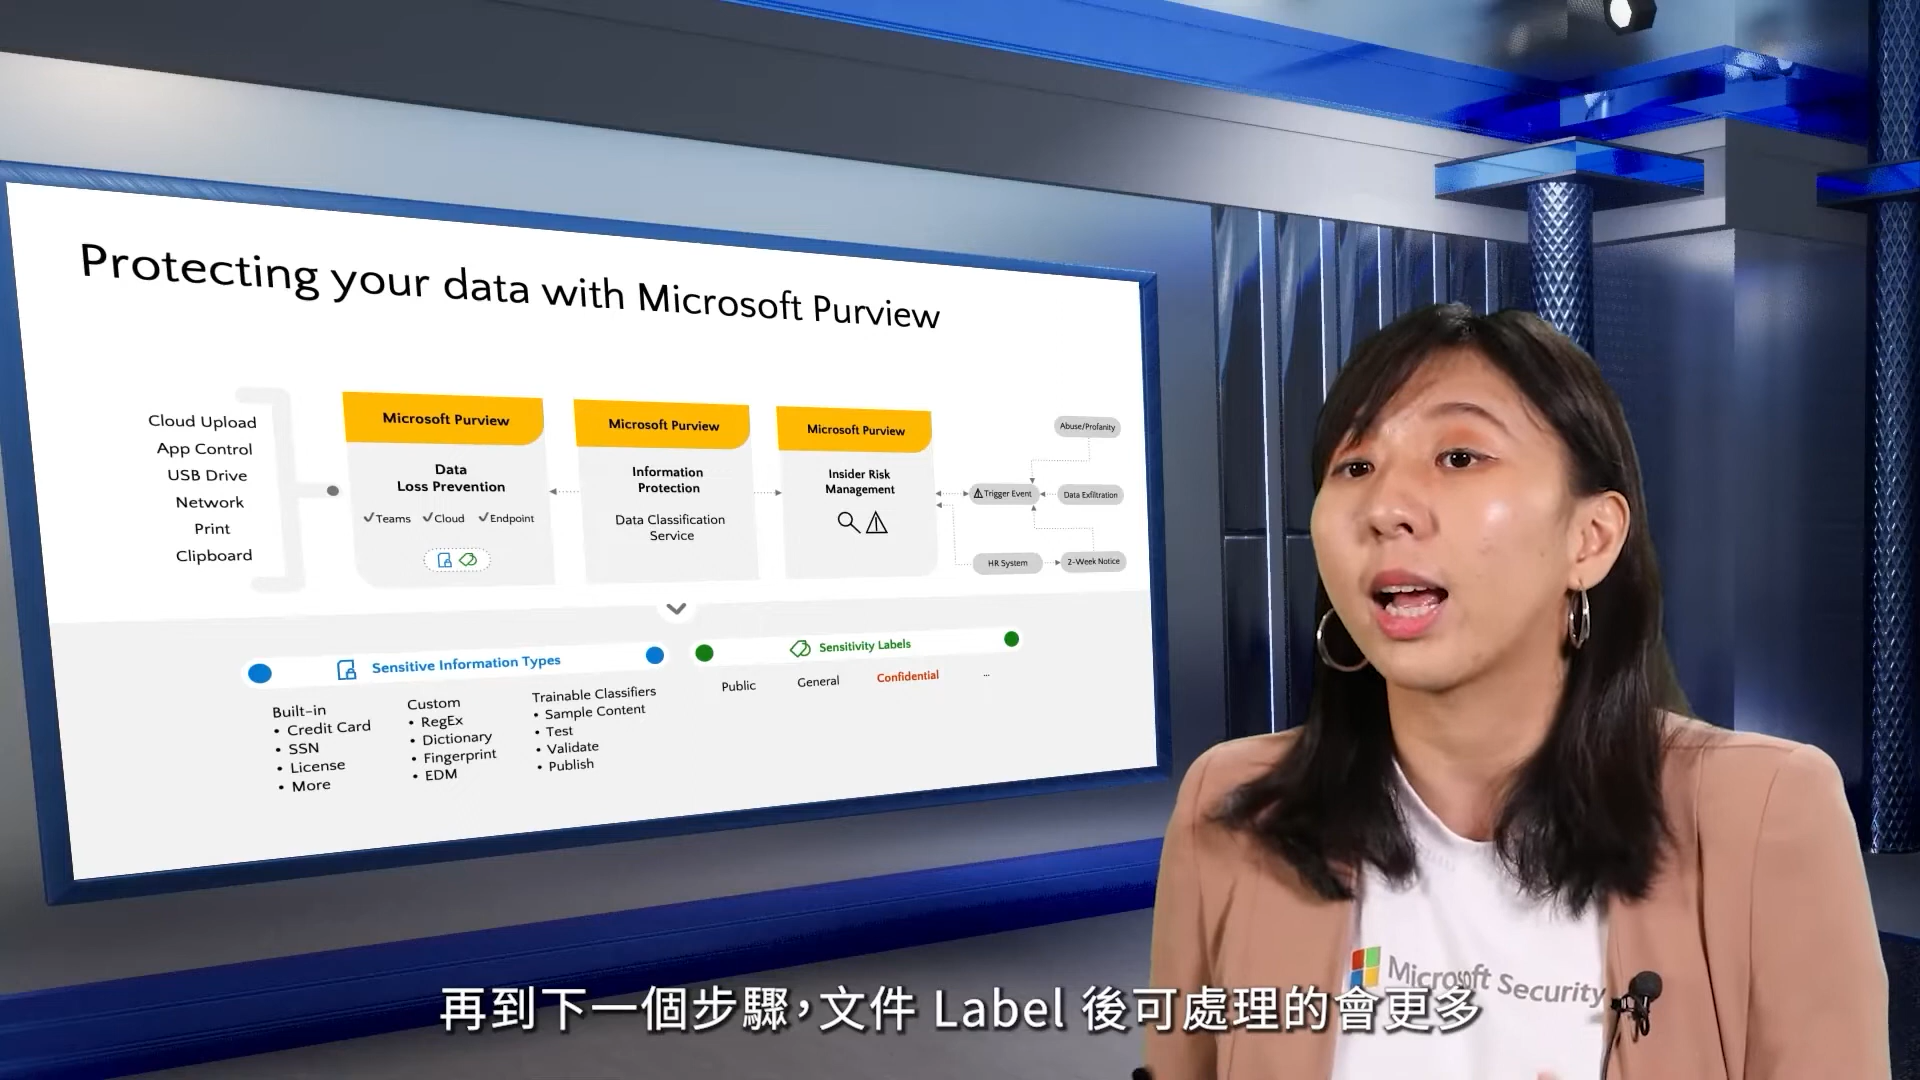 Protecting your data with Microsoft Purview
Cloud Upload
App Control
USB Drive
Network
Print
Clipboard
Microsoft Purview
Data
Loss Prevention
Teams Cloud Endpoint
Microsoft Purview
Information
Protection
Data Classification
Service
Microsoft Purview
Insider Risk
Management
Abuse/Profanity
Trigger Event
Data Exfiltration
HR System
2-Week Notice
Sensitive Information Types
Built-in
• Credit Card
• SSN
• License
• More
Custom
• RegEx
• Dictionary
• Fingerprint
• EDM
Trainable Classifiers
• Sample Content
• Test
• Validate
• Publish
Sensitivity Labels
Public
General
Confidential
...
Microsoft Security
再到下一個步驟，文件 Label 後可處理的會更多